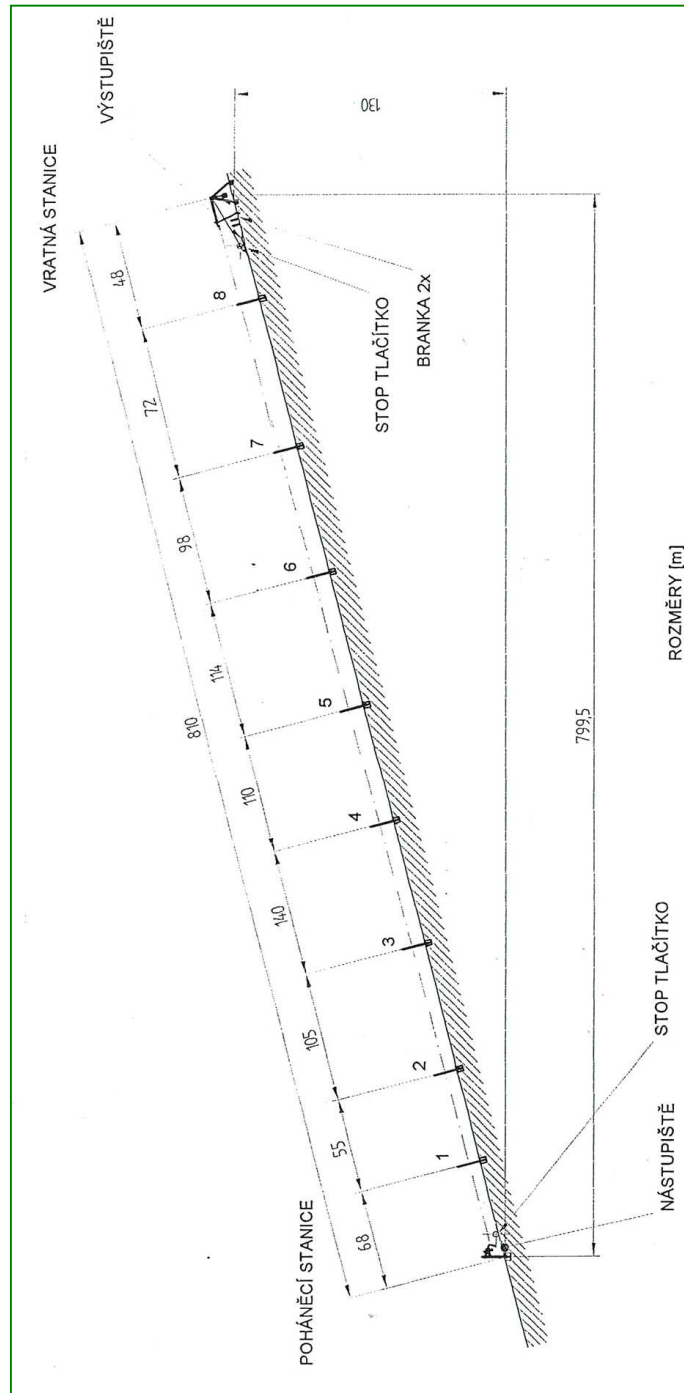 VRATNÁ STANICE
VÝSTUPIŠTĚ
48
72
98
114
110
140
105
55
68
810
8
7
6
5
4
3
2
1
130
STOP TLAČÍTKO
BRANKA 2x
799,5
POHÁNĚCÍ STANICE
NÁSTUPIŠTĚ
STOP TLAČÍTKO
ROZMĚRY [m]